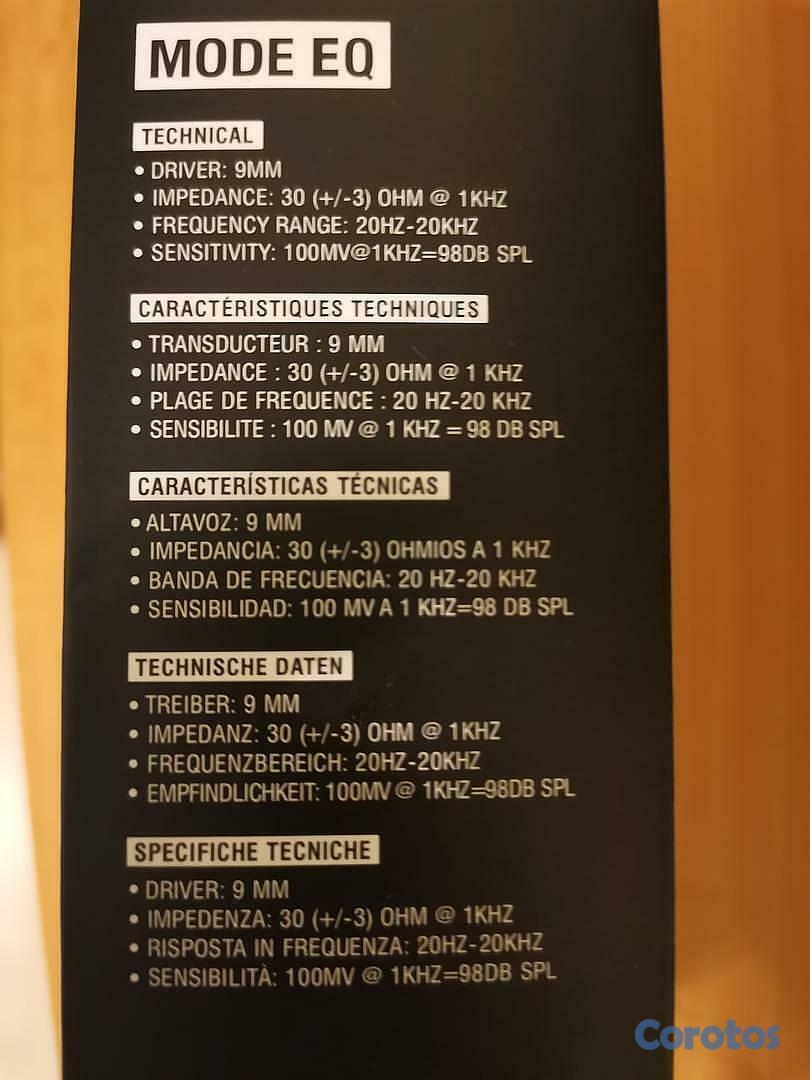 MODE EQ
TECHNICAL
• DRIVER: 9MM
• IMPEDANCE: 30 (+/-3) OHM @ 1KHZ
• FREQUENCY RANGE: 20HZ-20KHZ
• SENSITIVITY: 100MV@1KHZ=98DB SPL
CARACTÉRISTIQUES TECHNIQUES
• TRANSDUCTEUR : 9 MM
• IMPEDANCE : 30 (+/-3) OHM @ 1 KHZ
• PLAGE DE FREQUENCE : 20 HZ-20 KHZ
• SENSIBILITE : 100 MV @ 1 KHZ = 98 DB SPL
CARACTERÍSTICAS TÉCNICAS
• ALTAVOZ: 9 MM
• IMPEDANCIA: 30 (+/-3) OHMIOS A 1 KHZ
• BANDA DE FRECUENCIA: 20 HZ-20 KHZ
• SENSIBILIDAD: 100 MV A 1 KHZ=98 DB SPL
TECHNISCHE DATEN
• TREIBER: 9 MM
• IMPEDANZ: 30 (+/-3) OHM @ 1KHZ
• FREQUENZBEREICH: 20HZ-20KHZ
• EMPFINDLICHKEIT: 100MV @ 1KHZ=98DB SPL
SPECIFICHE TECNICHE
• DRIVER: 9 MM
• IMPEDENZA: 30 (+/-3) OHM @ 1KHZ
• RISPOSTA IN FREQUENZA: 20HZ-20KHZ
• SENSIBILITÀ: 100MV @ 1KHZ=98DB SPL
Corotos